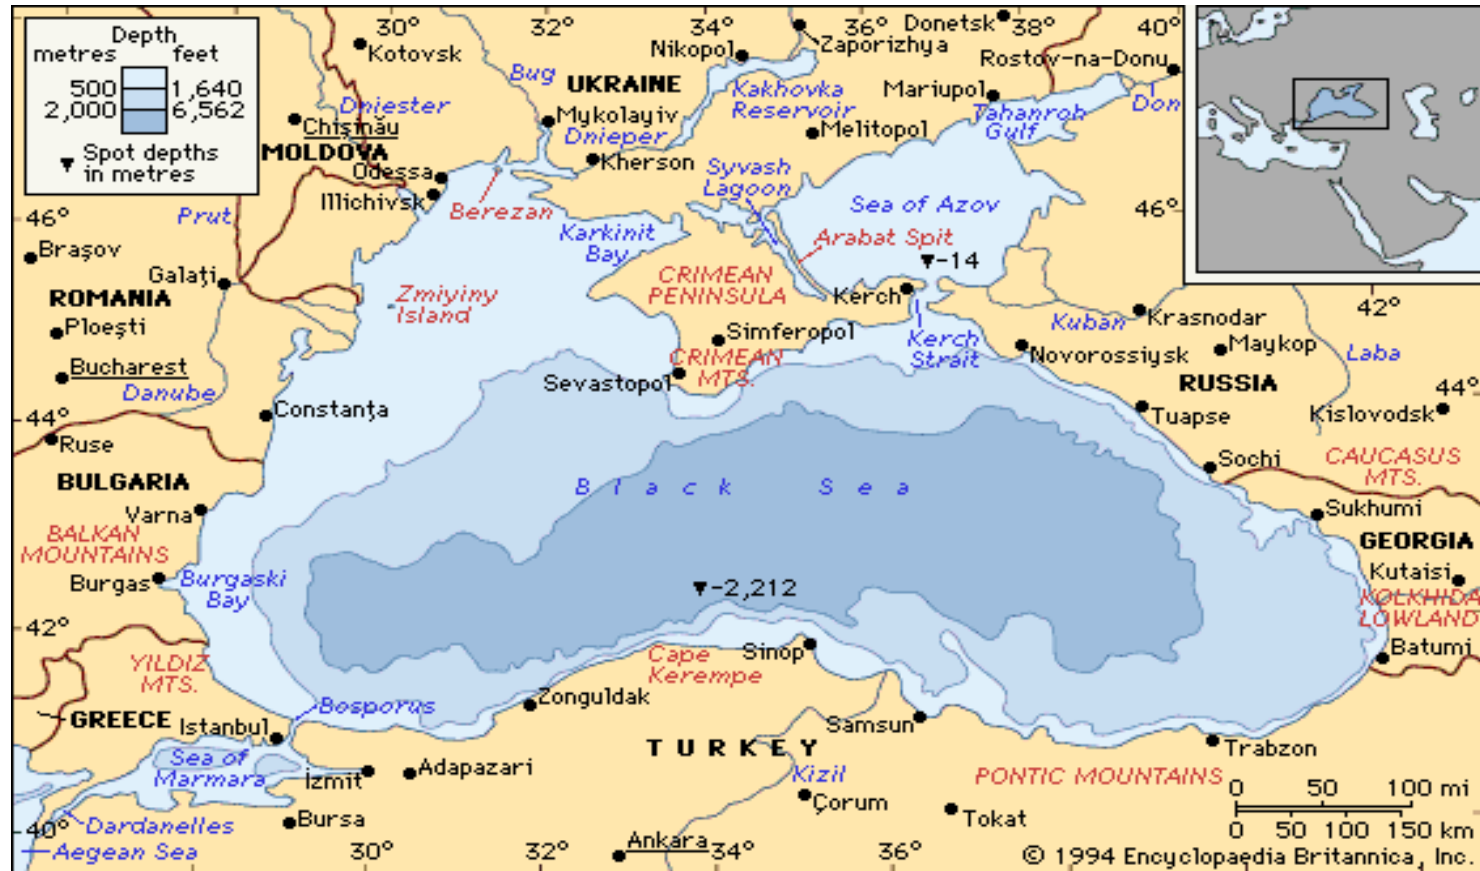 Depth
metres feet
500 1,640
2,000 6,562
Spot depths
in metres
30°
32°
34°
36°
38°
40°
Kotovsk
Bug
UKRAINE
Nikopol
Zaporizhya
Donetsk
Rostov-na-Donu
Mariupol
Tahanroh
Gulf
Don
Dniester
Chişinău
MOLDOVA
Mykolayiv
Dnieper
Kakhovka
Reservoir
Melitopol
Kherson
Odessa
Illichivsk
Berezan
Syvash
Lagoon
Sea of Azov
46°
46°
Prut
Karkinit
Bay
Arabat Spit
-14
Braşov
Galaţi
ROMANIA
Ploeşti
Zmiyiny
Island
CRIMEAN
PENINSULA
Kerch
Simferopol
Kerch
Strait
Kuban
Krasnodar
42°
Bucharest
CRIMEAN
MTS.
Sevastopol
Novorossiysk
Maykop
Laba
RUSSIA
Danube
Constanţa
44°
44°
Tuapse
Kislovodsk
Ruse
BULGARIA
Black Sea
Sochi
CAUCASUS
MTS.
Varna
Sukhumi
BALKAN
MOUNTAINS
GEORGIA
Burgas
Burgaski
Bay
-2,212
Kutaisi
KOLKHIDA
LOWLAND
42°
Cape
Kerempe
Sinop
Batumi
YILDIZ
MTS.
Bosporus
Zonguldak
GREECE
Istanbul
Samsun
TURKEY
Trabzon
Sea of
Marmara
İzmit
Adapazari
Kizil
PONTIC MOUNTAINS
Çorum
Tokat
0 50 100 mi
0 50 100 150 km
Dardanelles
40°
Bursa
Aegean Sea
Ankara
30°
32°
34°
36°
© 1994 Encyclopaedia Britannica, Inc.